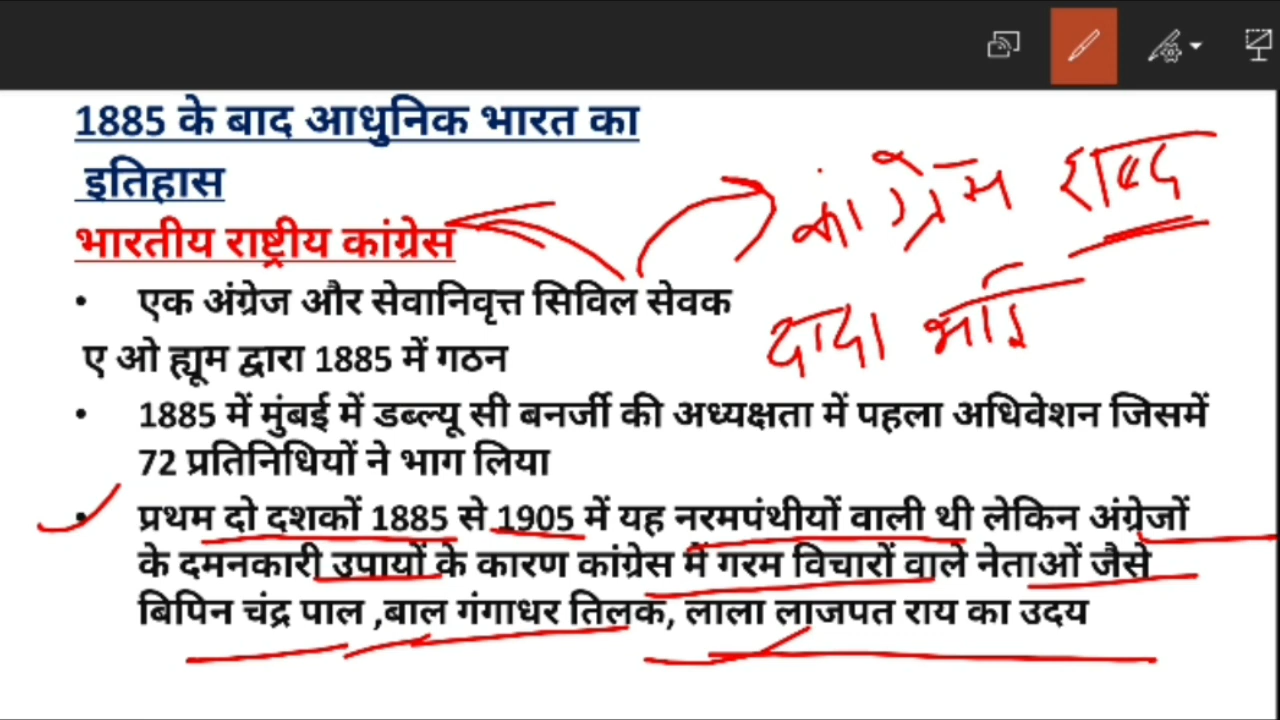 1885 के बाद आधुनिक भारत का
इतिहास
भारतीय राष्ट्रीय कांग्रेस
कांग्रेस शब्द
दादा भाई
• एक अंग्रेज और सेवानिवृत्त सिविल सेवक
ए ओ ह्यूम द्वारा 1885 में गठन
• 1885 में मुंबई में डब्ल्यू सी बनर्जी की अध्यक्षता में पहला अधिवेशन जिसमें
72 प्रतिनिधियों ने भाग लिया
• प्रथम दो दशकों 1885 से 1905 में यह नरमपंथीयों वाली थी लेकिन अंग्रेजों
के दमनकारी उपायों के कारण कांग्रेस में गरम विचारों वाले नेताओं जैसे
बिपिन चंद्र पाल ,बाल गंगाधर तिलक, लाला लाजपत राय का उदय